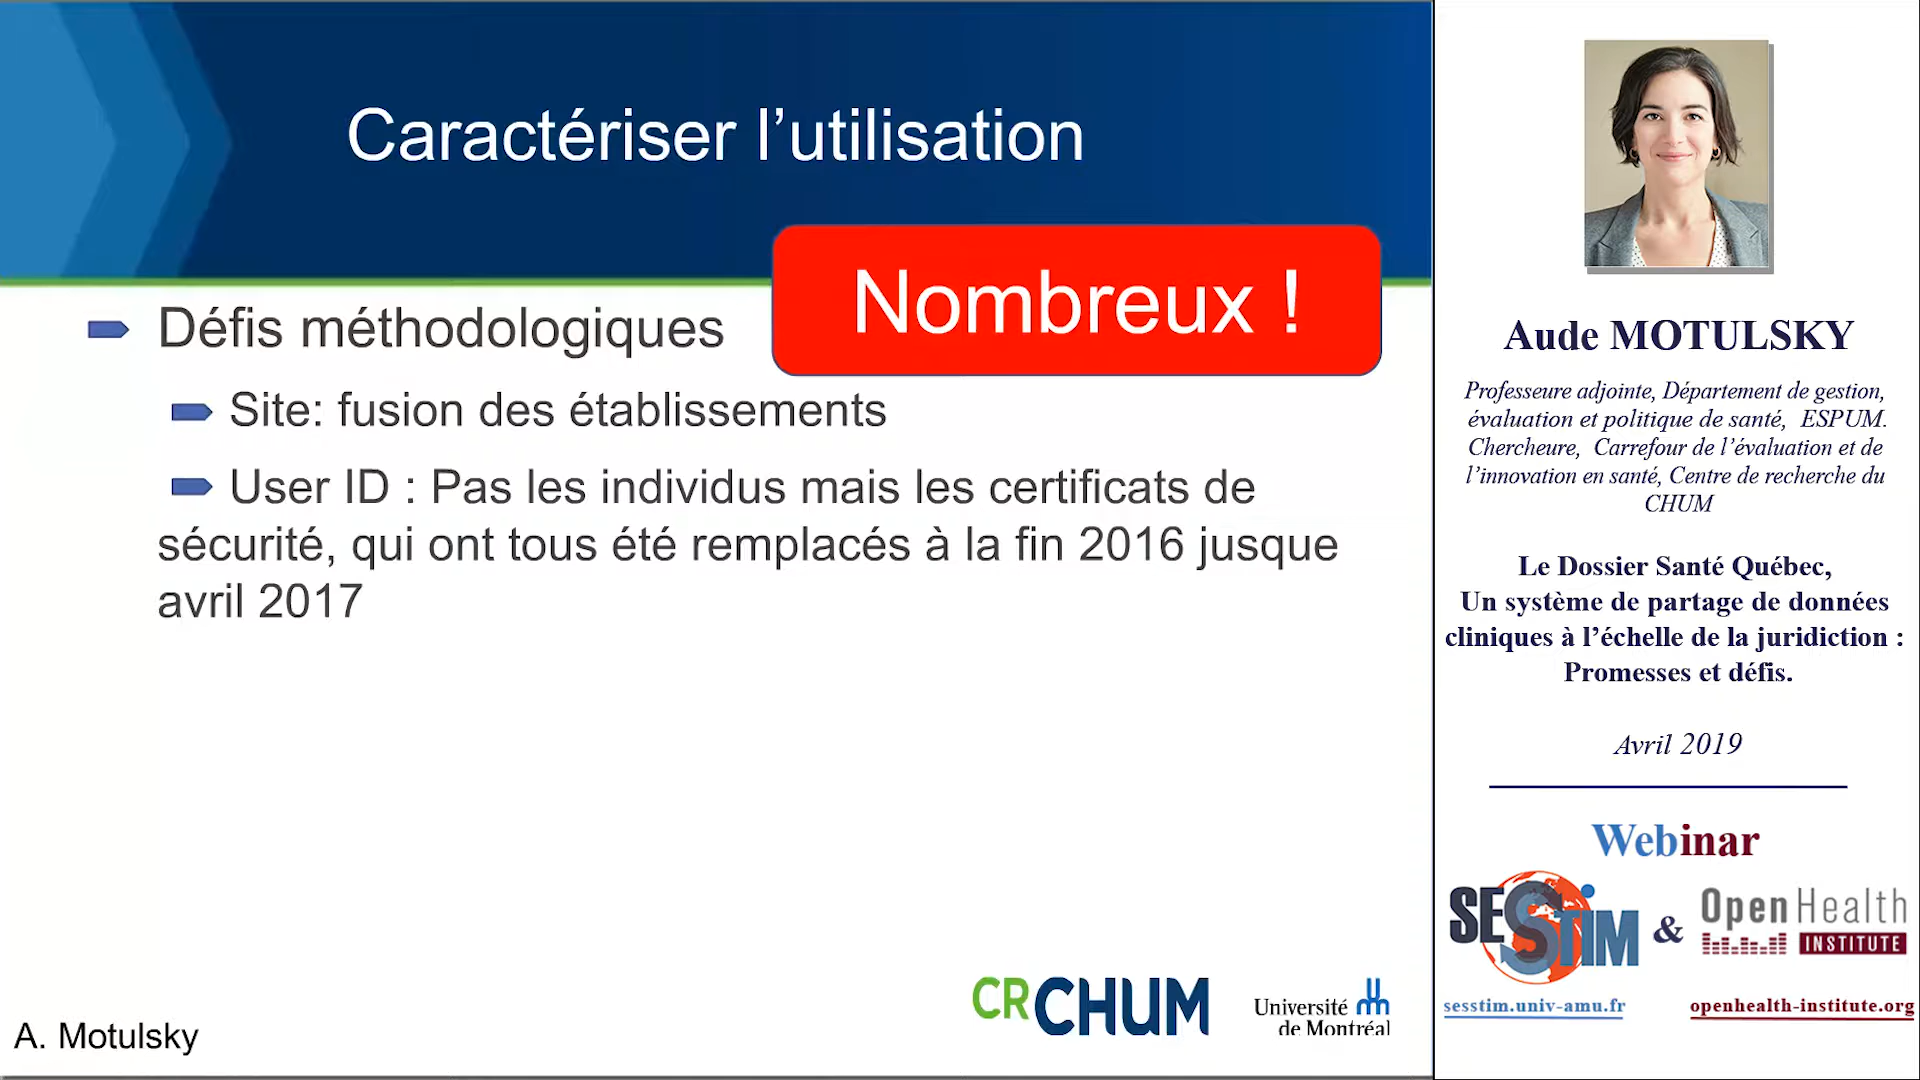 Caractériser l’utilisation
Nombreux !
Défis méthodologiques
Site: fusion des établissements
User ID : Pas les individus mais les certificats de
sécurité, qui ont tous été remplacés à la fin 2016 jusque
avril 2017
CRCHUM
Université
de Montréal
A. Motulsky
Aude MOTULSKY
Professeure adjointe, Département de gestion,
évaluation et politique de santé, ESPUM.
Chercheure, Carrefour de l’évaluation et de
l’innovation en santé, Centre de recherche du
CHUM
Le Dossier Santé Québec,
Un système de partage de données
cliniques à l’échelle de la juridiction :
Promesses et défis.
Avril 2019
Webinar
SESSTIM & Open Health
INSTITUTE
sesstim.univ-amu.fr
openhealth-institute.org